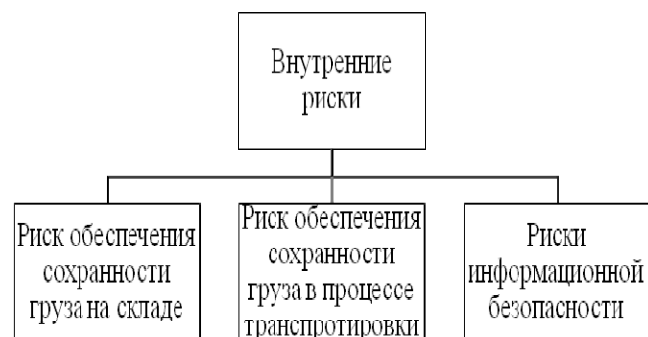 Внутренние
риски
Риск обеспечения
сохранности
груза на складе
Риск обеспечения
сохранности
груза в процессе
транспротировки
Риски
информационной
безопасности